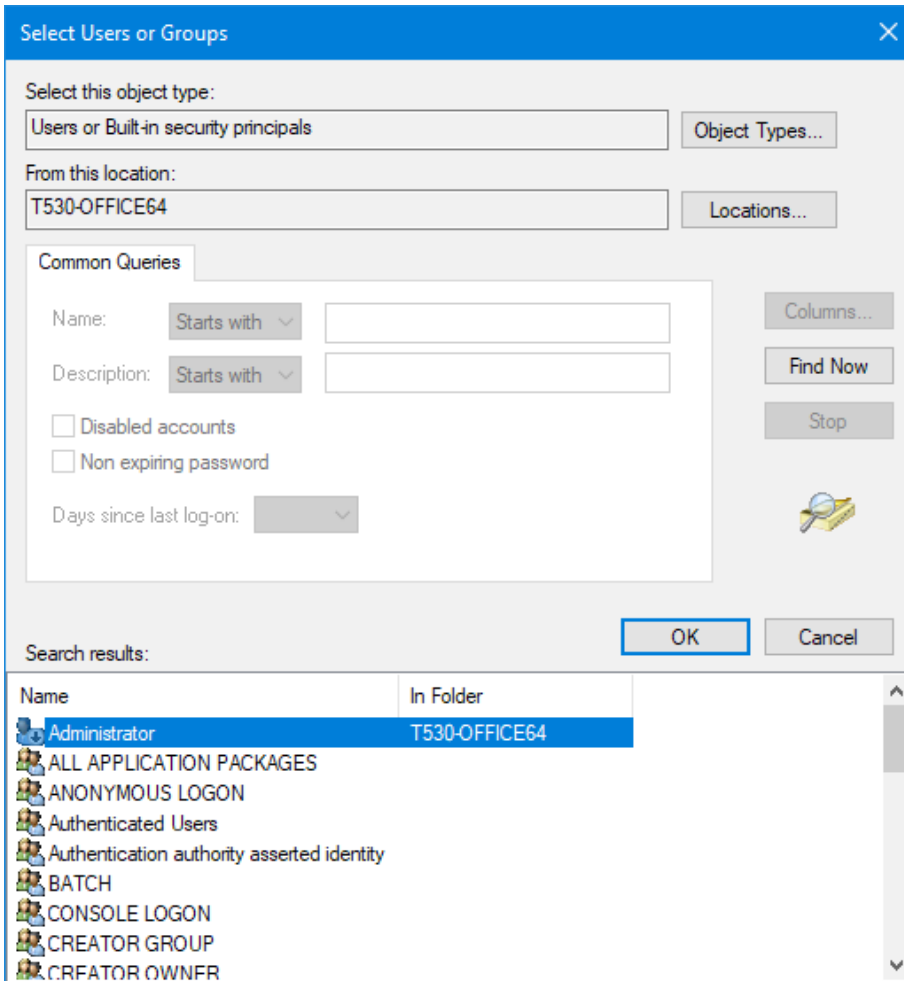 Select Users or Groups
Select this object type:
Users or Built-in security principals
Object Types...
From this location:
T530-OFFICE64
Locations...
Common Queries
Name: Starts with
Columns...
Description: Starts with
Find Now
Disabled accounts
Stop
Non expiring password
Days since last log-on:
OK Cancel
Search results:
Name In Folder
Administrator T530-OFFICE64
ALL APPLICATION PACKAGES
ANONYMOUS LOGON
Authenticated Users
Authentication authority asserted identity
BATCH
CONSOLE LOGON
CREATOR GROUP
CREATOR OWNER